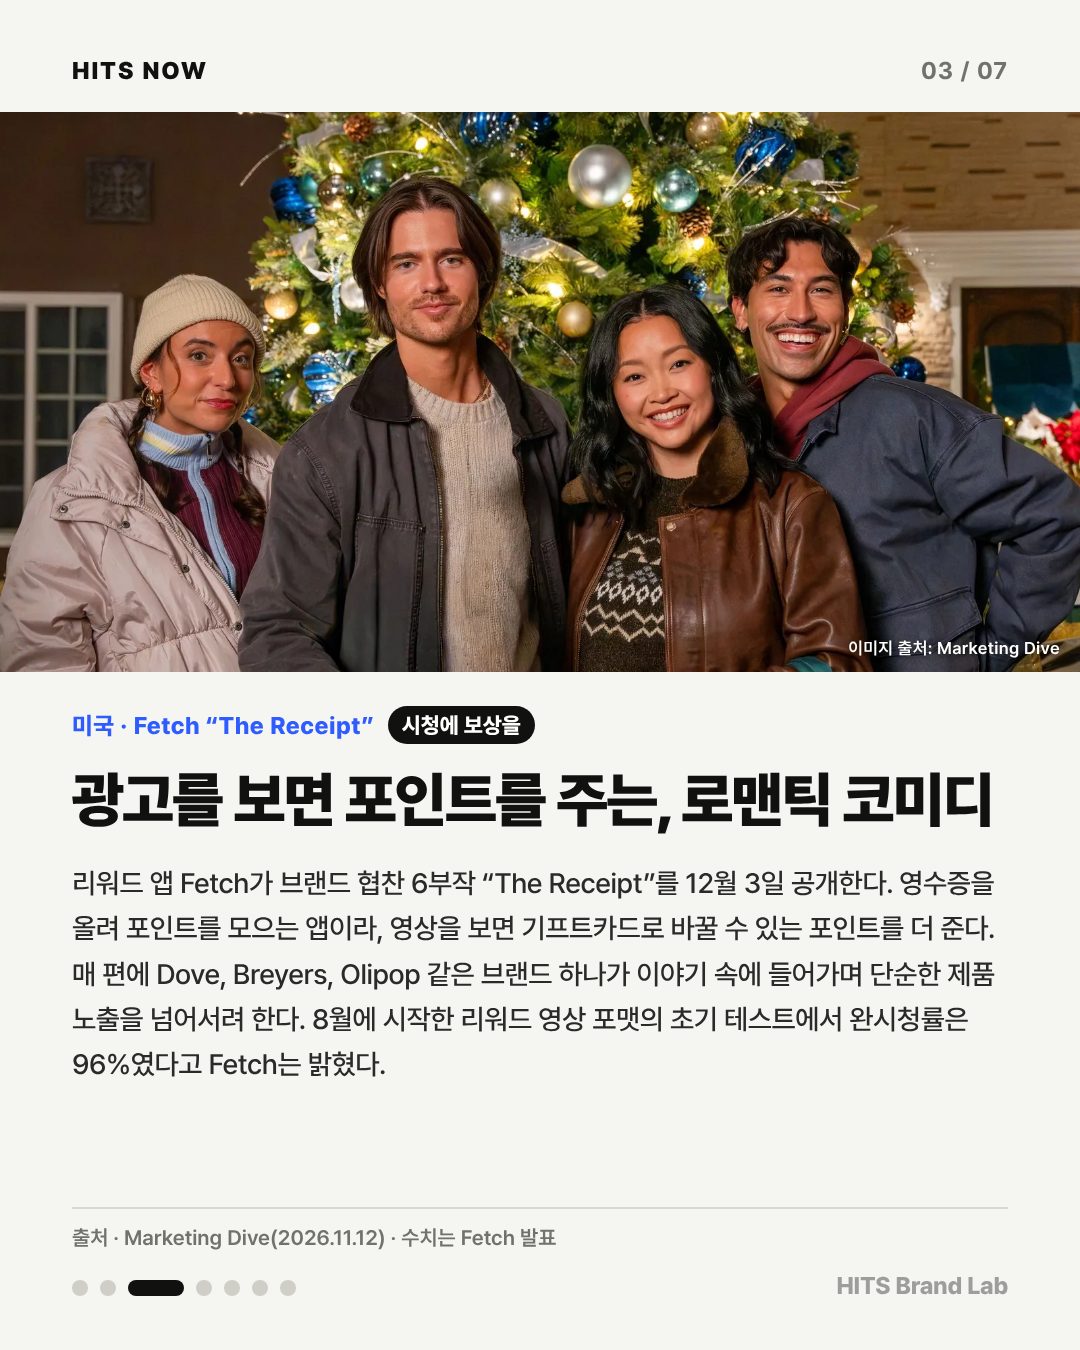 HITS NOW
03 / 07
이미지 출처: Marketing Dive
미국 · Fetch “The Receipt” 시청에 보상을
광고를 보면 포인트를 주는, 로맨틱 코미디
리워드 앱 Fetch가 브랜드 협찬 6부작 “The Receipt”를 12월 3일 공개한다. 영수증을
올려 포인트를 모으는 앱이라, 영상을 보면 기프트카드로 바꿀 수 있는 포인트를 더 준다.
매 편에 Dove, Breyers, Olipop 같은 브랜드 하나가 이야기 속에 들어가며 단순한 제품
노출을 넘어서려 한다. 8월에 시작한 리워드 영상 포맷의 초기 테스트에서 완시청률은
96%였다고 Fetch는 밝혔다.
출처 · Marketing Dive(2026.11.12) · 수치는 Fetch 발표
HITS Brand Lab